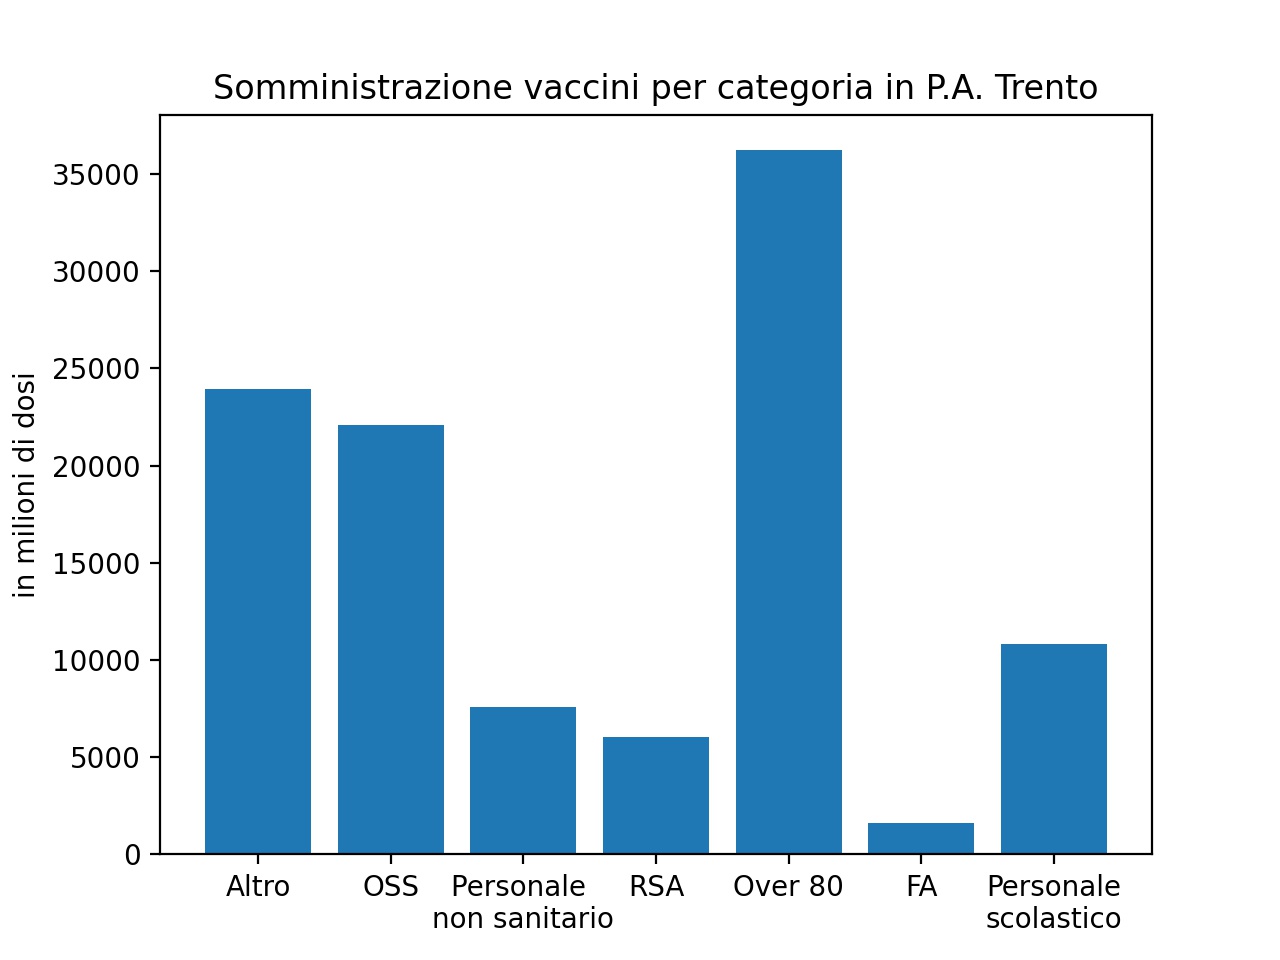 Somministrazione vaccini per categoria in P.A. Trento
in milioni di dosi
35000
30000
25000
20000
15000
10000
5000
0
Altro
OSS
Personale
non sanitario
RSA
Over 80
FA
Personale
scolastico